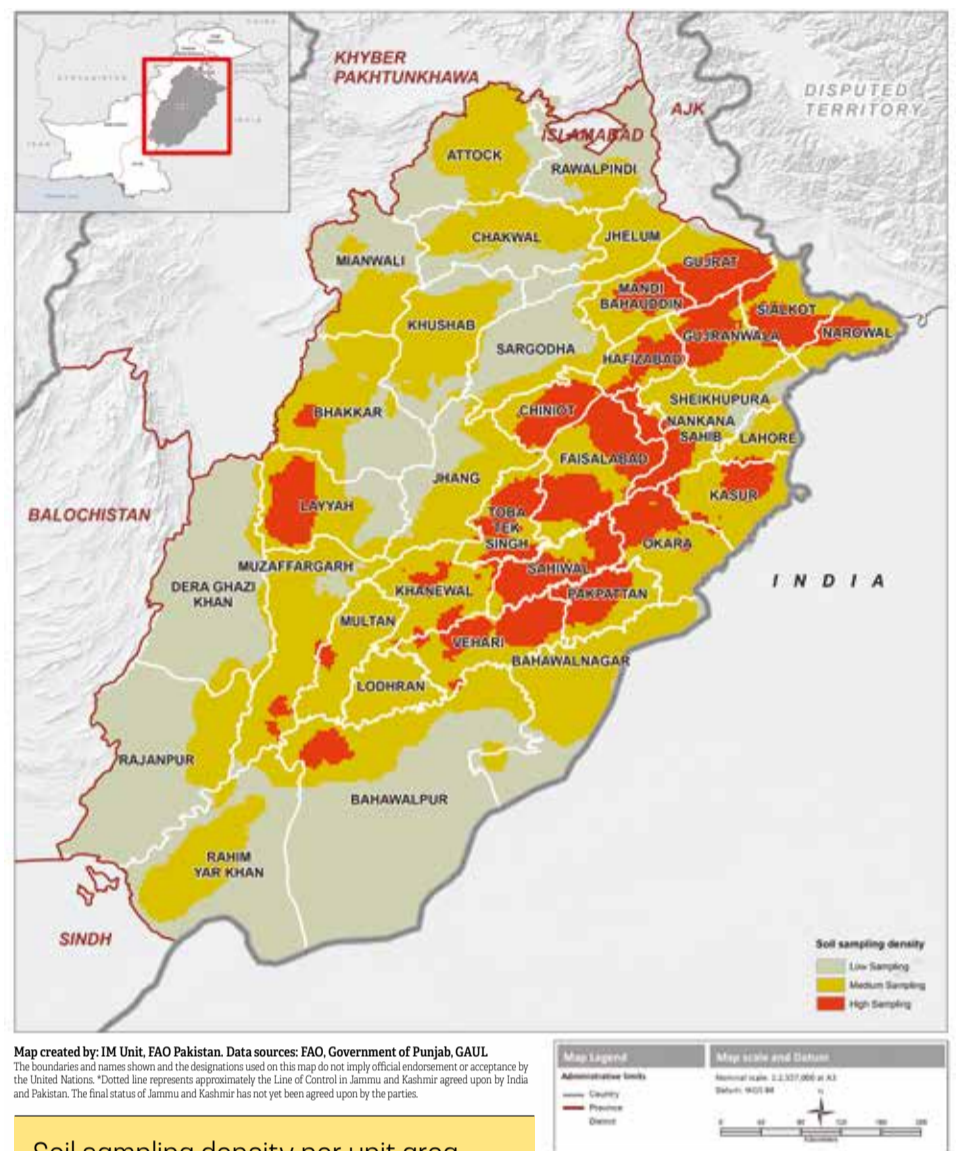 KHYBER
PAKHTUNKHAWA
DISPUTED
TERRITORY
AJK
ISLAMABAD
ATTOCK
RAWALPINDI
CHAKWAL
JHELUM
MIANWALI
GUJRAT
MANDI
BAHAUDDIN
SIALKOT
KHUSHAB
GUJRANWALA
NAROWAL
SARGODHA
HAFIZABAD
SHEIKHUPURA
BHAKKAR
CHINIOT
NANKANA
SAHIB
LAHORE
FAISALABAD
JHANG
KASUR
LAYYAH
BALOCHISTAN
TOBA
TEK
SINGH
OKARA
MUZAFFARGARH
SAHIWAL
INDIA
DERA GHAZI
KHAN
KHANEWAL
PAKPATTAN
MULTAN
VEHARI
BAHAWALNAGAR
LODHRAN
RAJANPUR
BAHAWALPUR
RAHIM
YAR KHAN
SINDH
Soil sampling density
Low Sampling
Medium Sampling
High Sampling
Map created by: IM Unit, FAO Pakistan. Data sources: FAO, Government of Punjab, GAUL
The boundaries and names shown and the designations used on this map do not imply official endorsement or acceptance by
the United Nations. *Dotted line represents approximately the Line of Control in Jammu and Kashmir agreed upon by India
and Pakistan. The final status of Jammu and Kashmir has not yet been agreed upon by the parties.
Map Legend
Administrative limits
Country
Province
District
Map scale and Datum
Soil sampling density per unit area